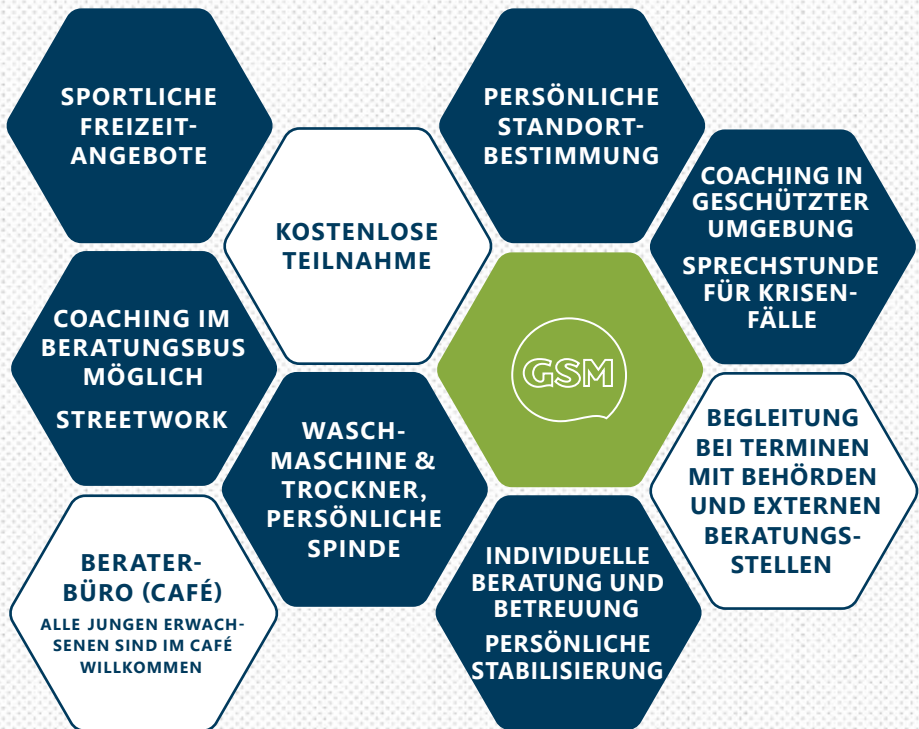 SPORTLICHE
FREIZEIT-
ANGEBOTE
PERSÖNLICHE
STANDORT-
BESTIMMUNG
KOSTENLOSE
TEILNAHME
COACHING IN
GESCHÜTZTER
UMGEBUNG
SPRECHSTUNDE
FÜR KRISEN-
FÄLLE
COACHING IM
BERATUNGSBUS
MÖGLICH
STREETWORK
GSM
WASCH-
MASCHINE &
TROCKNER,
PERSÖNLICHE
SPINDE
BEGLEITUNG
BEI TERMINEN
MIT BEHÖRDEN
UND EXTERNEN
BERATUNGS-
STELLEN
BERATER-
BÜRO (CAFÉ)
ALLE JUNGEN ERWACH-
SENEN SIND IM CAFÉ
WILLKOMMEN
INDIVIDUELLE
BERATUNG UND
BETREUUNG
PERSÖNLICHE
STABILISIERUNG